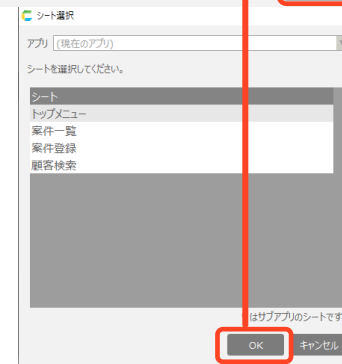 シート選択
アプリ (現在のアプリ)
シートを選択してください。
シート
トップメニュー
案件一覧
案件登録
顧客検索
はサブアプリのシートです
OK キャンセル